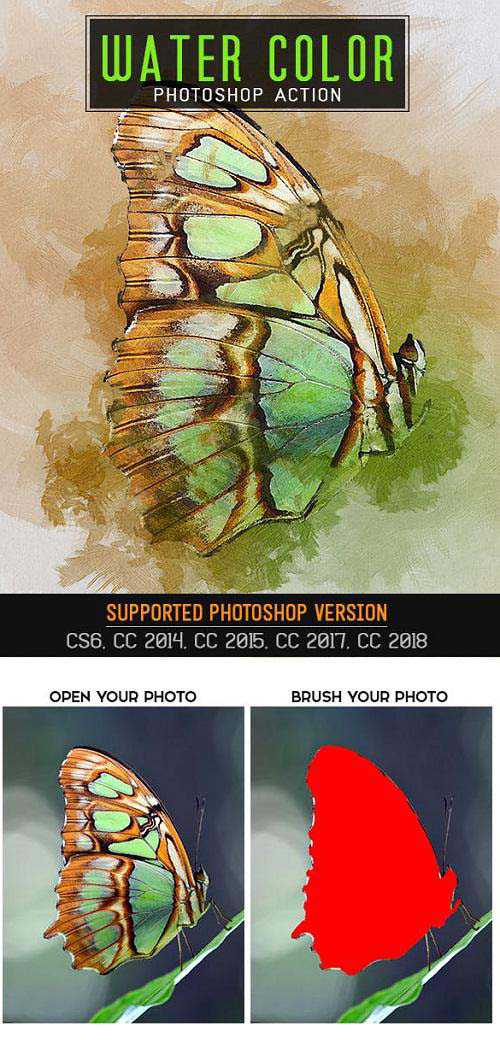 WATER COLOR
PHOTOSHOP ACTION
SUPPORTED PHOTOSHOP VERSION
CS6, CC 2014, CC 2015, CC 2017, CC 2018
OPEN YOUR PHOTO
BRUSH YOUR PHOTO